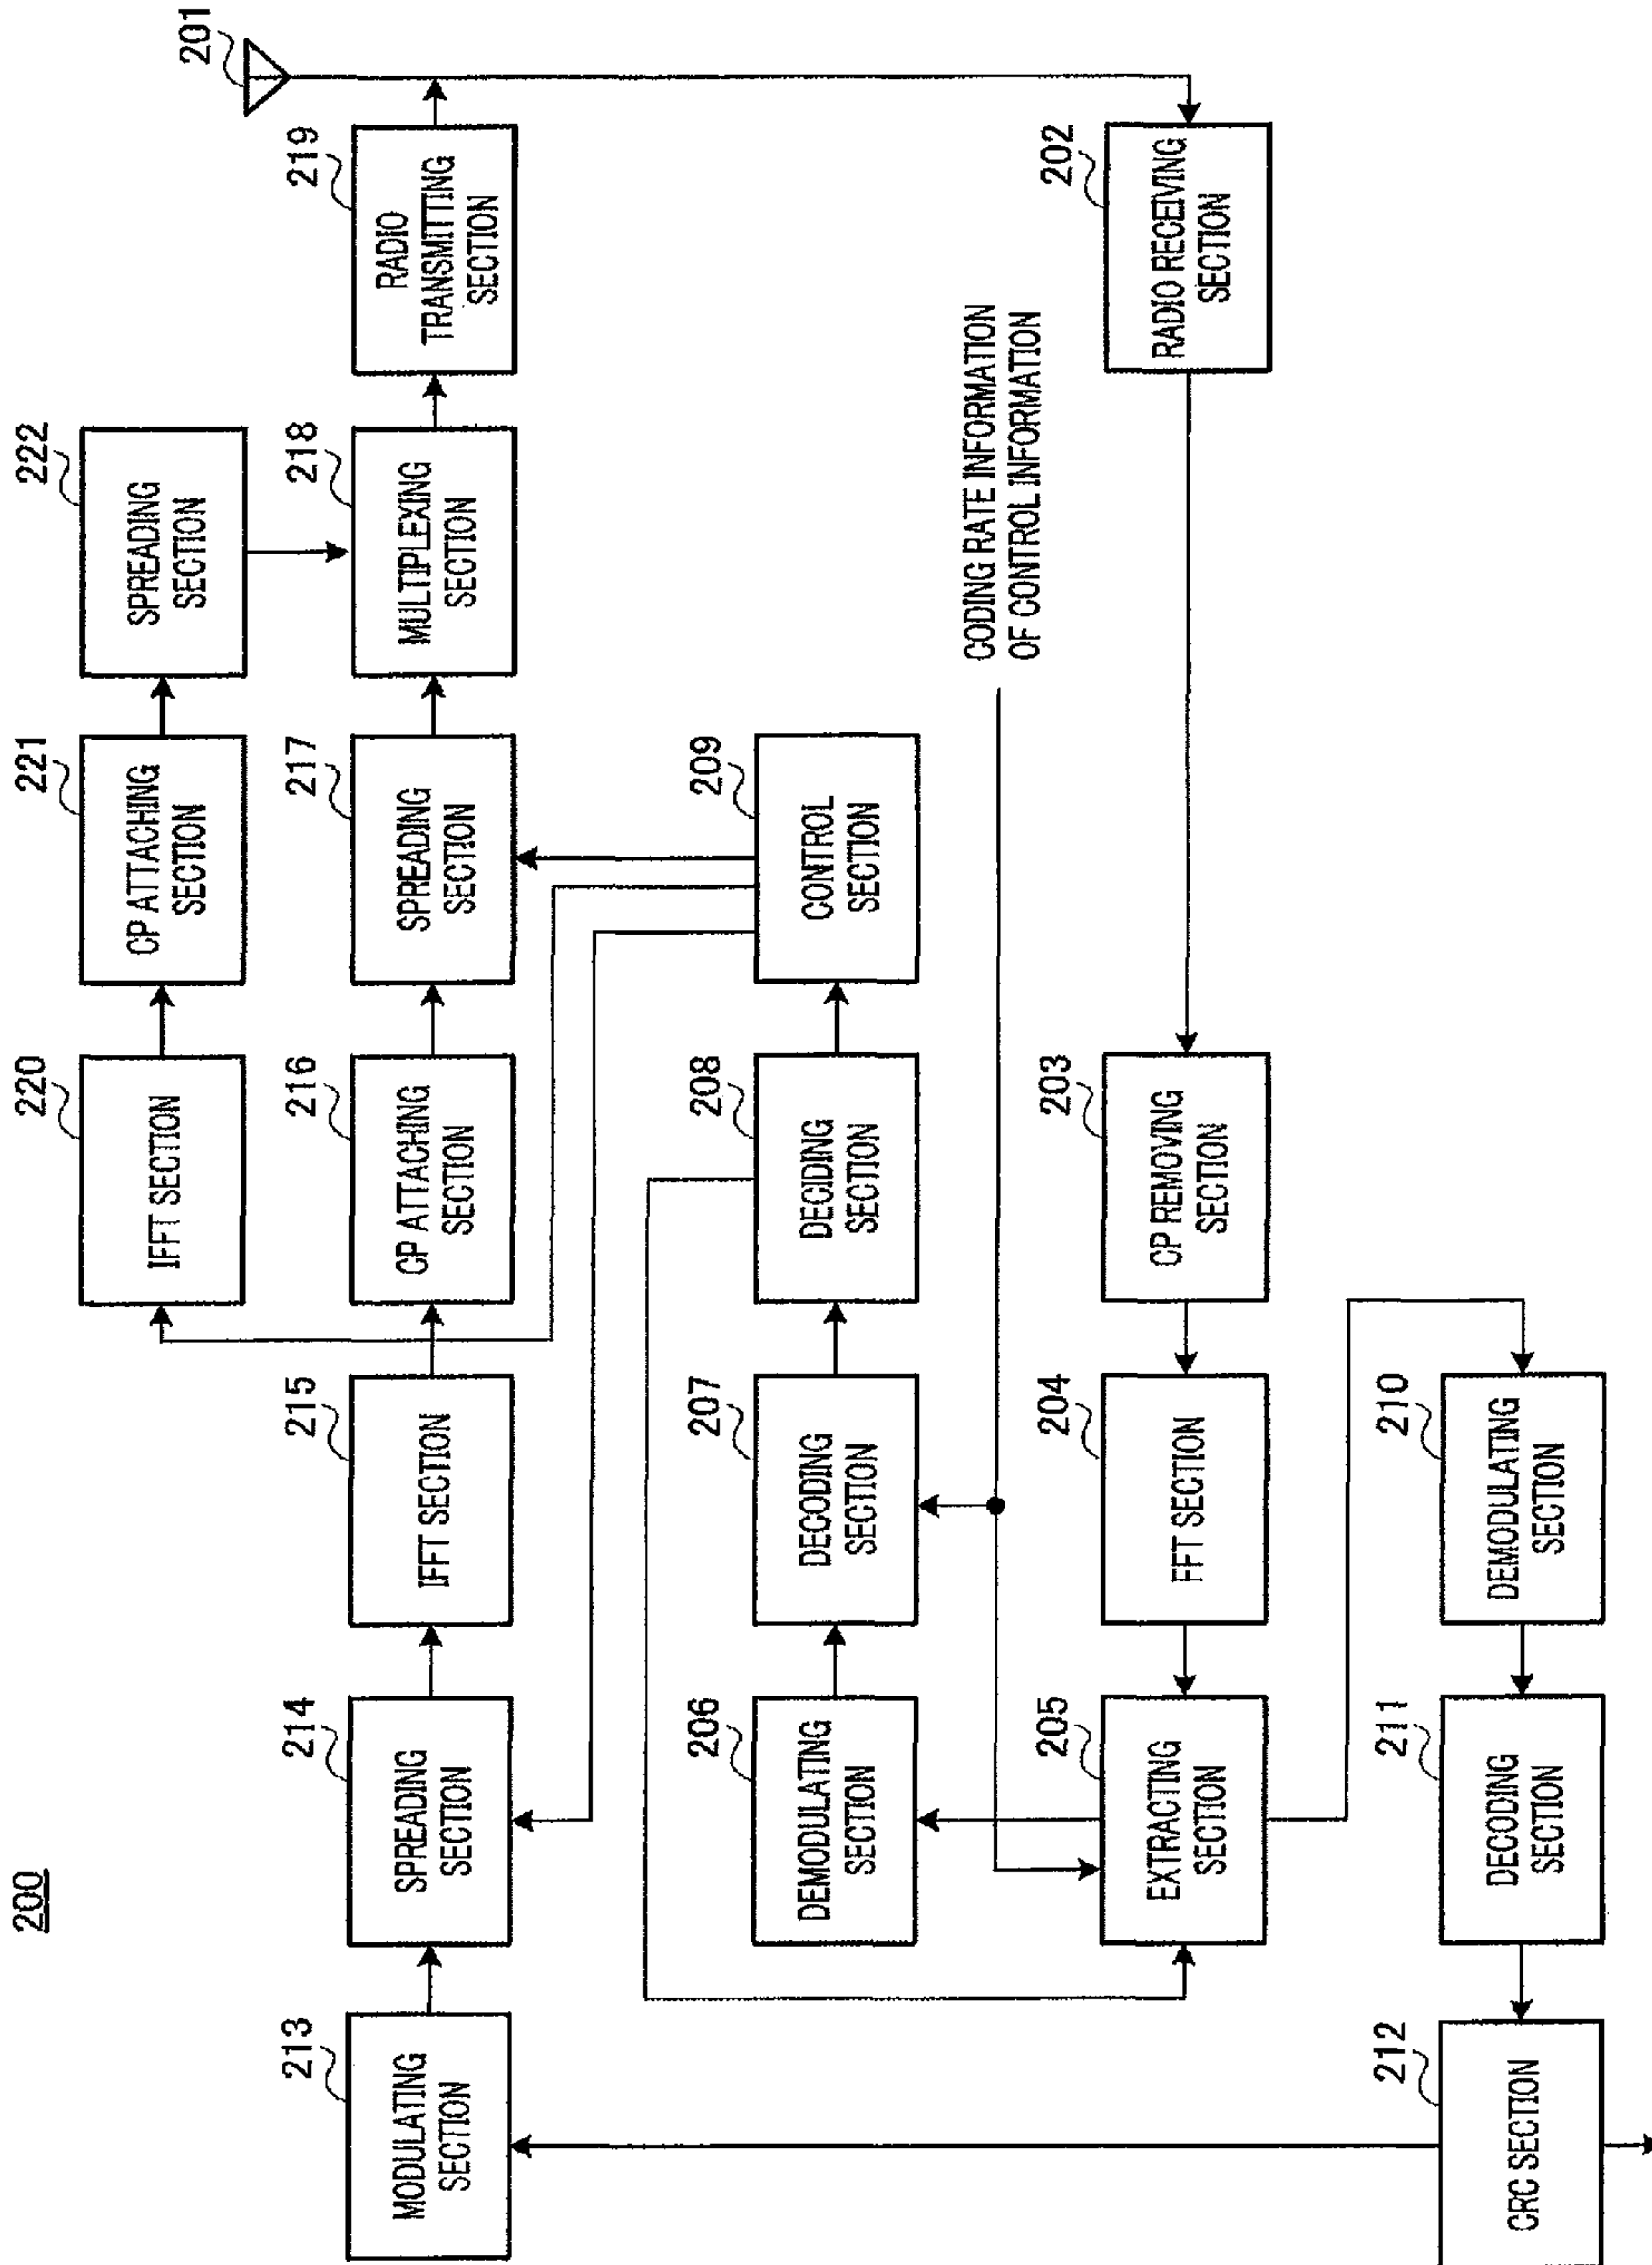 200
213
MODULATING
SECTION
214
SPREADING
SECTION
215
IFFT SECTION
216
CP ATTACHING
SECTION
217
SPREADING
SECTION
218
MULTIPLEXING
SECTION
219
RADIO
TRANSMITTING
SECTION
201
220
IFFT SECTION
221
CP ATTACHING
SECTION
222
SPREADING
SECTION
206
DEMODULATING
SECTION
207
DECODING
SECTION
208
DECIDING
SECTION
209
CONTROL
SECTION
CODING RATE INFORMATION
OF CONTROL INFORMATION
205
EXTRACTING
SECTION
204
FFT SECTION
203
CP REMOVING
SECTION
202
RADIO RECEIVING
SECTION
212
CRC SECTION
211
DECODING
SECTION
210
DEMODULATING
SECTION